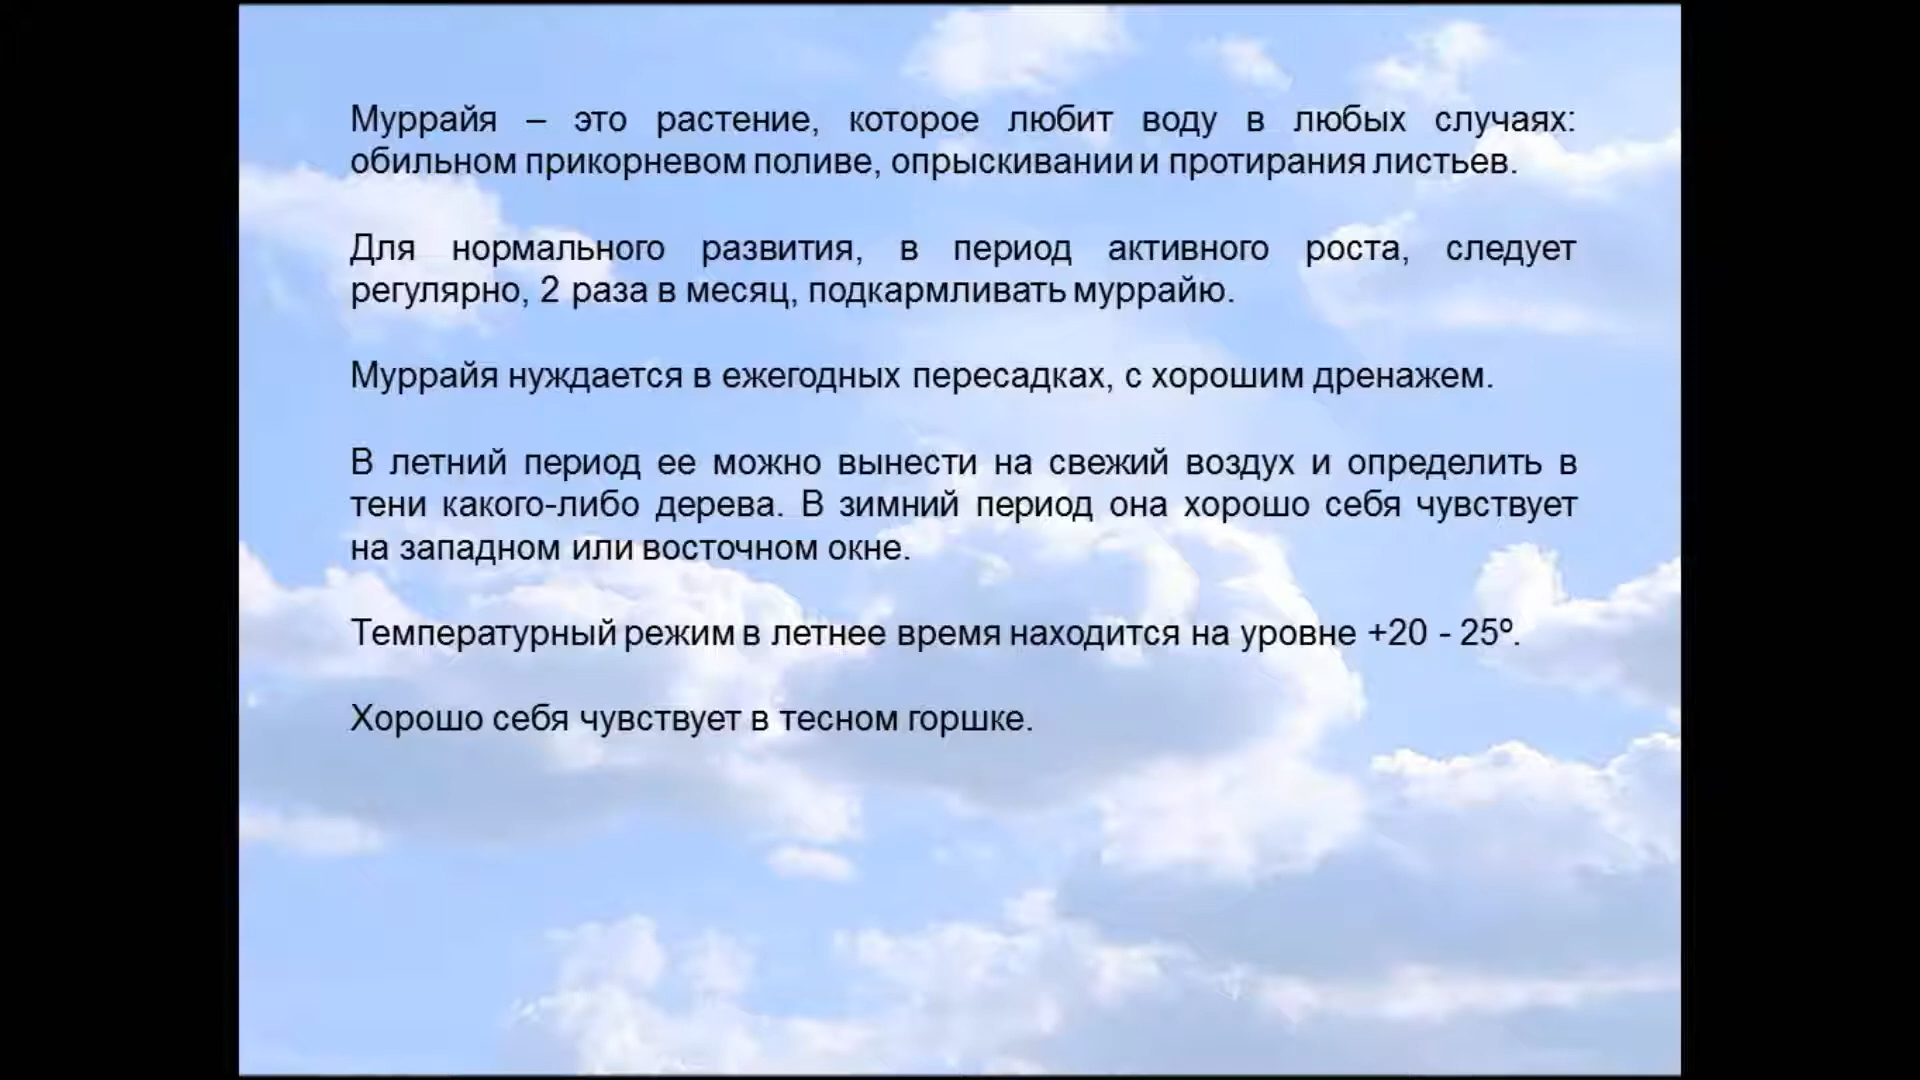 Муррайя – это растение, которое любит воду в любых случаях:
обильном прикорневом поливе, опрыскивании и протирания листьев.
Для нормального развития, в период активного роста, следует
регулярно, 2 раза в месяц, подкармливать муррайю.
Муррайя нуждается в ежегодных пересадках, с хорошим дренажем.
В летний период ее можно вынести на свежий воздух и определить в
тени какого-либо дерева. В зимний период она хорошо себя чувствует
на западном или восточном окне.
Температурный режим в летнее время находится на уровне +20 - 25º.
Хорошо себя чувствует в тесном горшке.